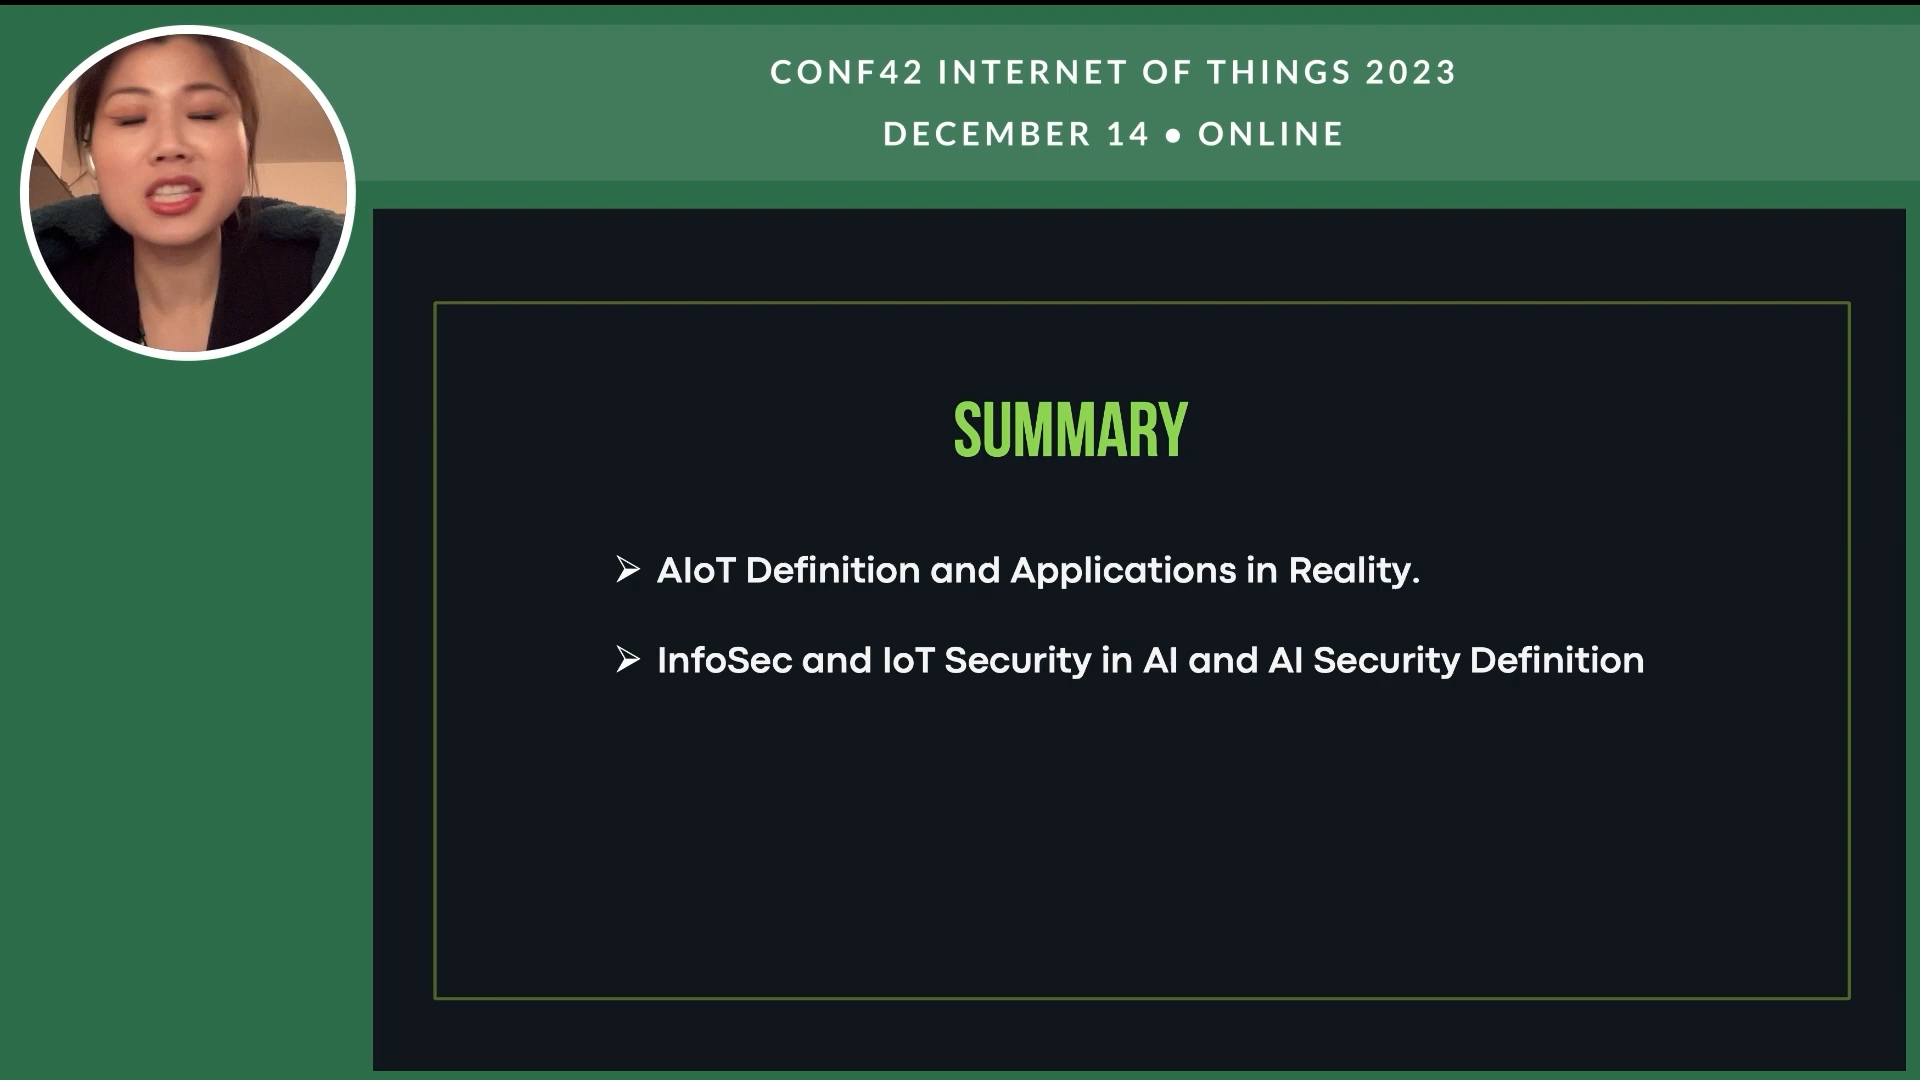 CONF42 INTERNET OF THINGS 2023
DECEMBER 14 • ONLINE
SUMMARY
➢ AIoT Definition and Applications in Reality.
➢ InfoSec and IoT Security in AI and AI Security Definition